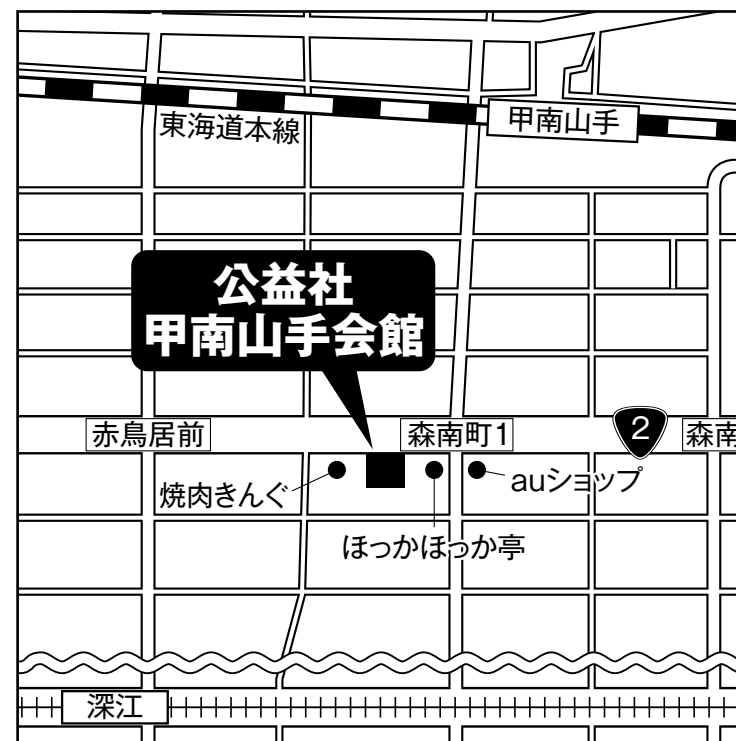 甲南山手
東海道本線
公益社
甲南山手会館
赤鳥居前
森南町1
2
森南
焼肉きんぐ
auショップ
ほっかほっか亭
深江